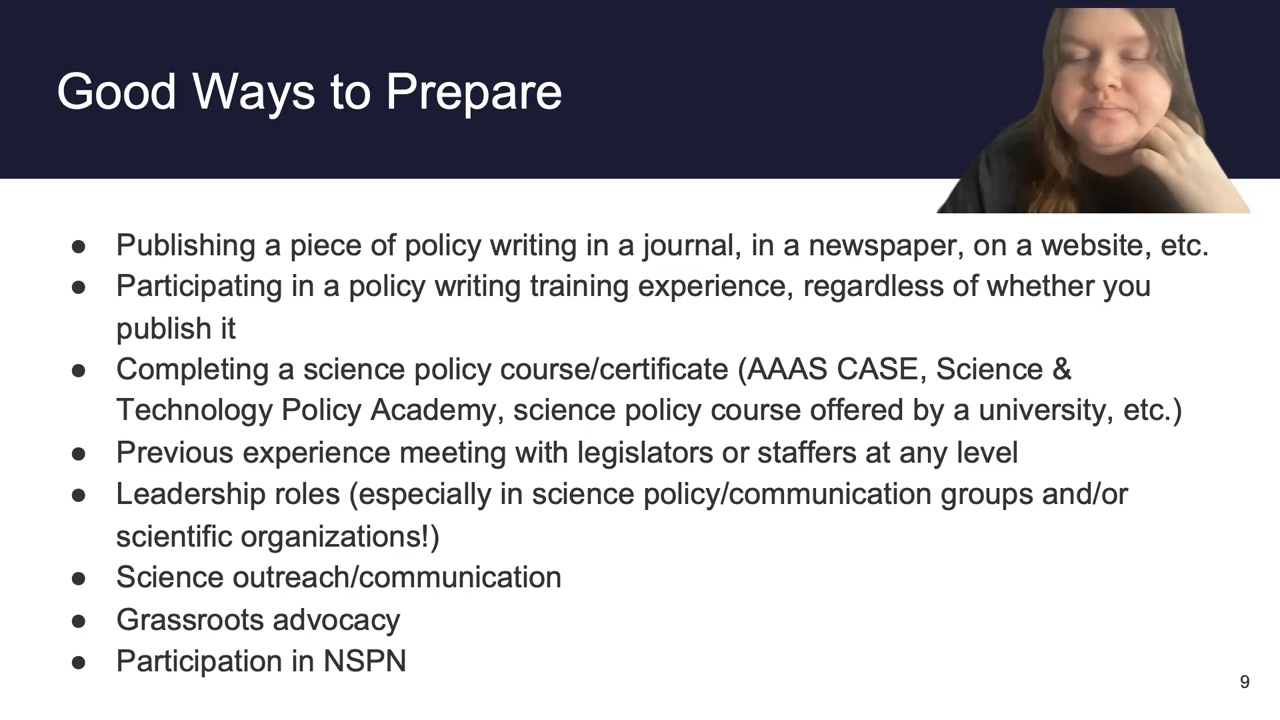 Good Ways to Prepare
● Publishing a piece of policy writing in a journal, in a newspaper, on a website, etc.
● Participating in a policy writing training experience, regardless of whether you
publish it
● Completing a science policy course/certificate (AAAS CASE, Science &
Technology Policy Academy, science policy course offered by a university, etc.)
● Previous experience meeting with legislators or staffers at any level
● Leadership roles (especially in science policy/communication groups and/or
scientific organizations!)
● Science outreach/communication
● Grassroots advocacy
● Participation in NSPN
9